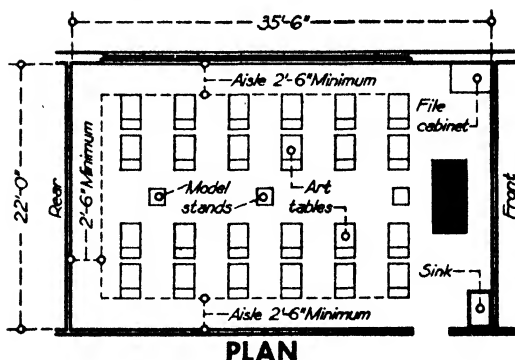 35'-6"
Aisle 2'-6" Minimum
File
cabinet
22'-0"
Rear
2'-6" Minimum
Model
stands
Art
tables
Front
Sink
Aisle 2'-6" Minimum
PLAN